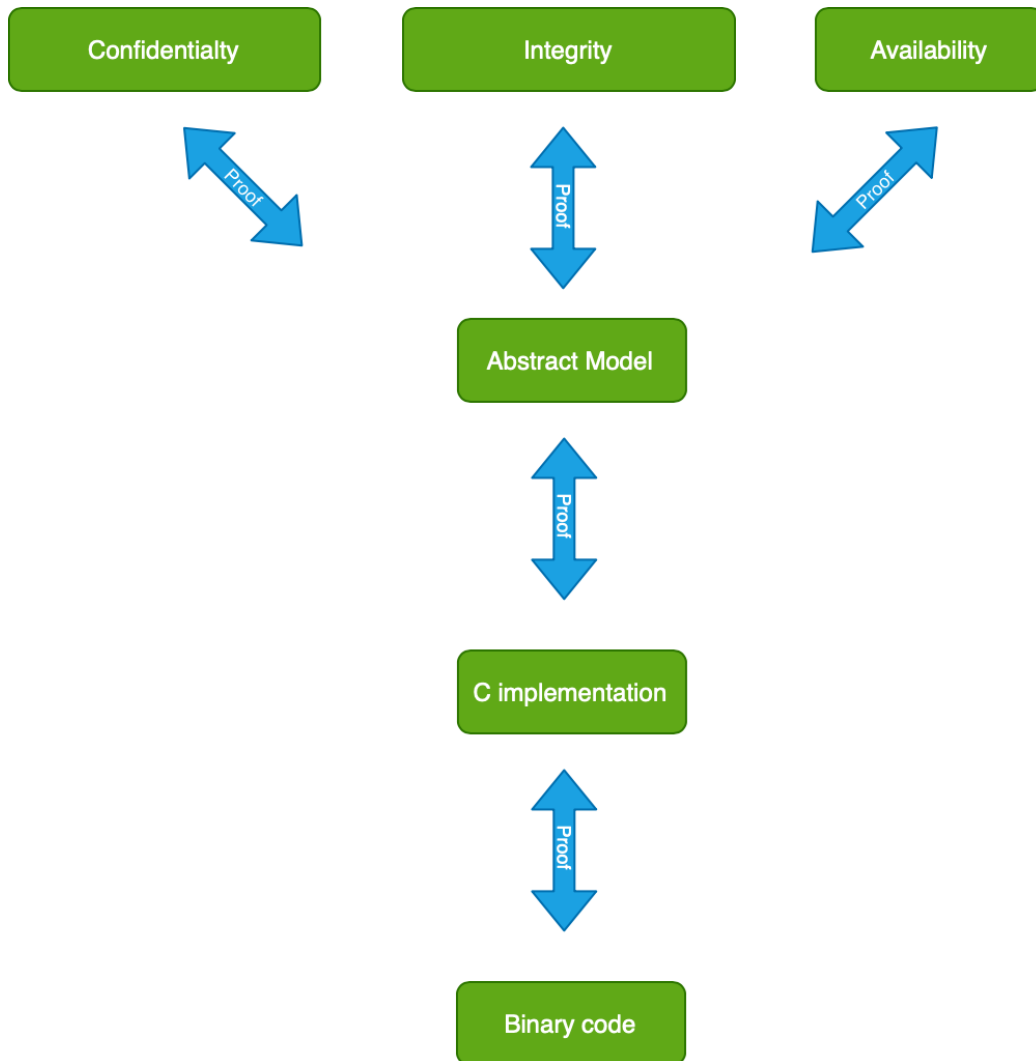 Confidentialty
Integrity
Availability
Proof
Proof
Proof
Abstract Model
Proof
C implementation
Proof
Binary code